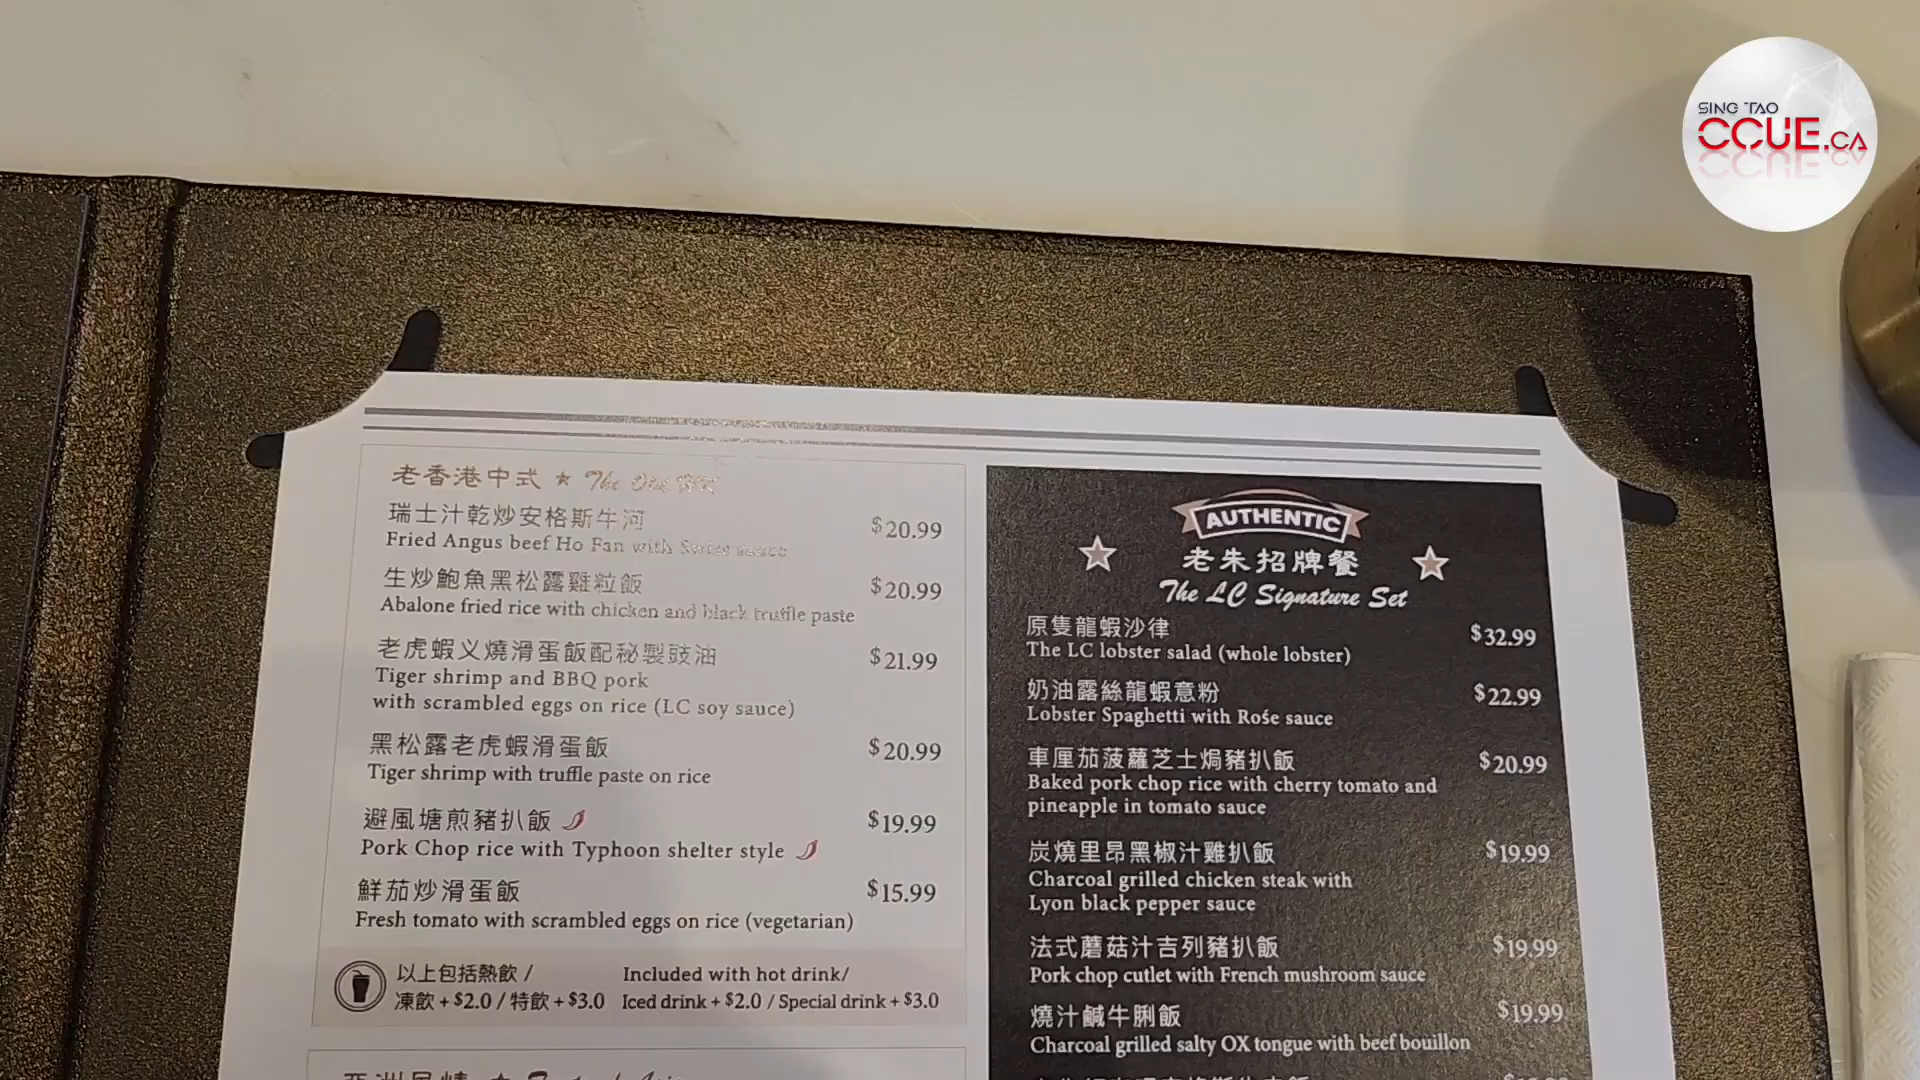 SING TAO
CCUE.CA
老香港中式 ★ The
瑞士汁乾炒安格斯牛河
$20.99
Fried Angus beef Ho Fan with Swiss sauce
生炒鮑魚黑松露雞粒飯
$20.99
Abalone fried rice with chicken and black truffle paste
老虎蝦义燒滑蛋飯配秘製豉油
$21.99
Tiger shrimp and BBQ pork
with scrambled eggs on rice (LC soy sauce)
黑松露老虎蝦滑蛋飯
$20.99
Tiger shrimp with truffle paste on rice
避風塘煎豬扒飯
$19.99
Pork Chop rice with Typhoon shelter style
鮮茄炒滑蛋飯
$15.99
Fresh tomato with scrambled eggs on rice (vegetarian)
以上包括熱飲 /
凍飲 + $2.0 / 特飲 + $3.0
Included with hot drink/
Iced drink + $2.0 / Special drink + $3.0
AUTHENTIC
老朱招牌餐
The LC Signature Set
原隻龍蝦沙律
$32.99
The LC lobster salad (whole lobster)
奶油露絲龍蝦意粉
$22.99
Lobster Spaghetti with Rośe sauce
車厘茄菠蘿芝士焗豬扒飯
$20.99
Baked pork chop rice with cherry tomato and
pineapple in tomato sauce
炭燒里昂黑椒汁雞扒飯
$19.99
Charcoal grilled chicken steak with
Lyon black pepper sauce
法式蘑菇汁吉列豬扒飯
$19.99
Pork chop cutlet with French mushroom sauce
燒汁鹹牛脷飯
$19.99
Charcoal grilled salty OX tongue with beef bouillon